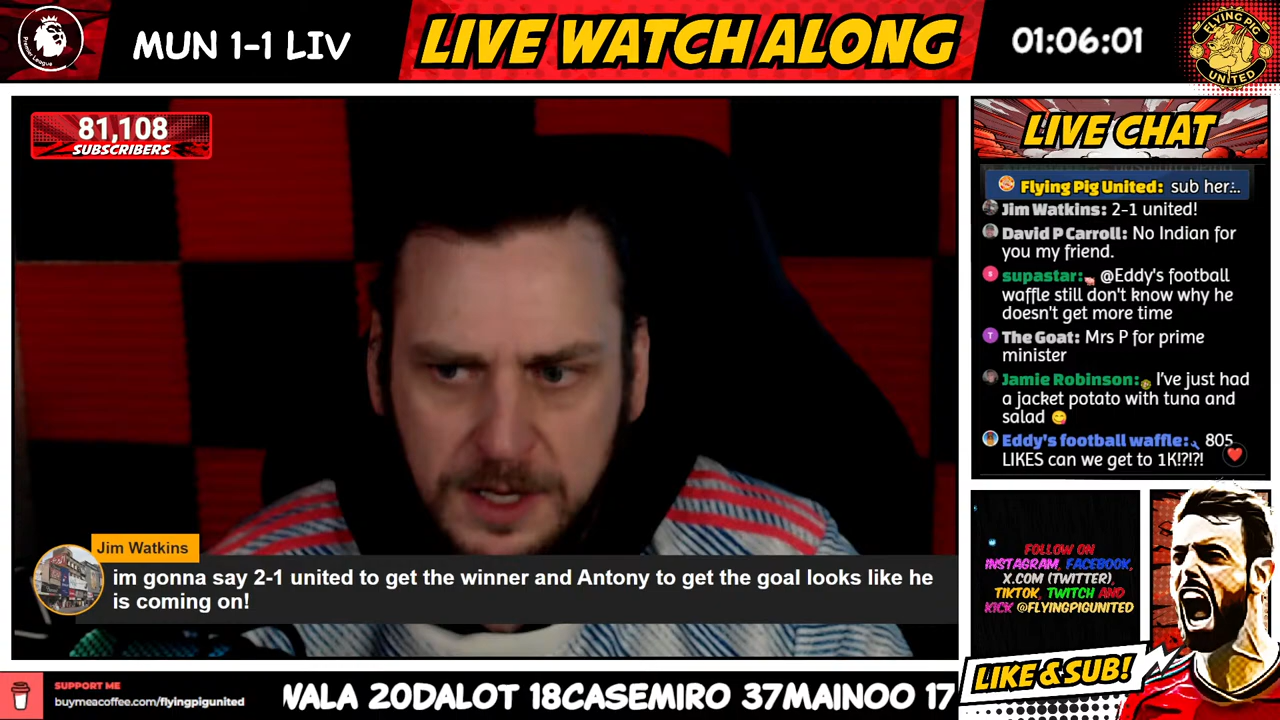 Premier League
MUN 1-1 LIV
LIVE WATCH ALONG
01:06:01
FLYING PIG
UNITED
81,108
SUBSCRIBERS
LIVE CHAT
Flying Pig United: sub her...
Jim Watkins: 2-1 united!
David P Carroll: No Indian for
you my friend.
supastar: @Eddy's football
waffle still don't know why he
doesn't get more time
The Goat: Mrs P for prime
minister
Jamie Robinson: I've just had
a jacket potato with tuna and
salad 😋
Eddy's football waffle: 805
LIKES can we get to 1K!?!?!
Jim Watkins
im gonna say 2-1 united to get the winner and Antony to get the goal looks like he
is coming on!
FOLLOW ON
INSTAGRAM, FACEBOOK,
X.COM (TWITTER),
TIKTOK, TWITCH AND
KICK @FLYINGPIGUNITED
LIKE & SUB!
SUPPORT ME
buymeacoffee.com/flyingpigunited
WALA 20DALOT 18CASEMIRO 37MAINOO 17